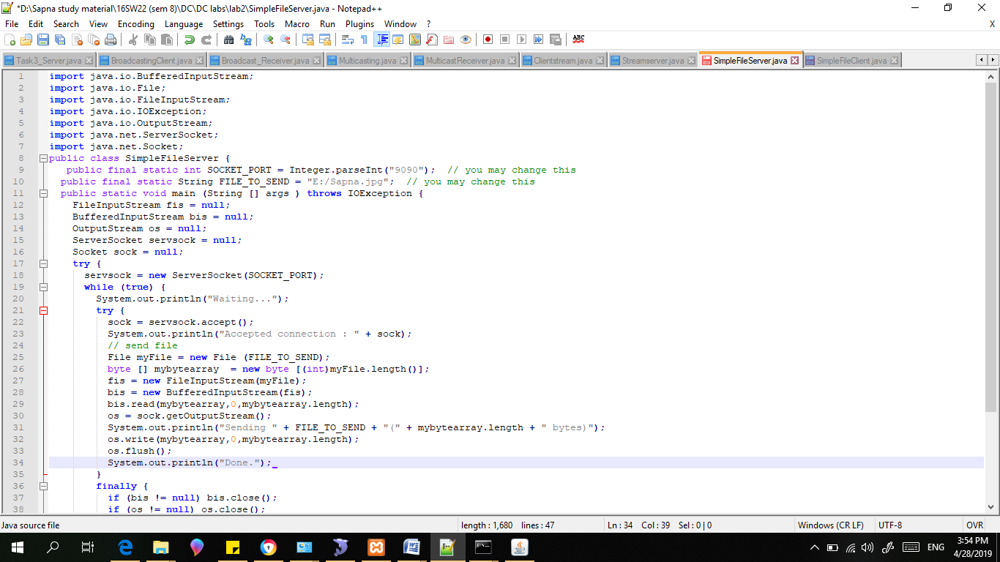 *D:\Sapna study material\16SW22 (sem 8)\DC\DC labs\lab2\SimpleFileServer.java - Notepad++
File Edit Search View Encoding Language Settings Tools Macro Run Plugins Window ? X
ABC
Task3_Server.java BroadcastingClient.java Broadcast_Receiver.java Multicasting.java MulticastReceiver.java Clientstream.java Streamserver.java SimpleFileServer.java SimpleFileClient.java
1 import java.io.BufferedInputStream;
2 import java.io.File;
3 import java.io.FileInputStream;
4 import java.io.IOException;
5 import java.io.OutputStream;
6 import java.net.ServerSocket;
7 import java.net.Socket;
8 public class SimpleFileServer {
9 public final static int SOCKET_PORT = Integer.parseInt("9090"); // you may change this
10 public final static String FILE_TO_SEND = "E:/Sapna.jpg"; // you may change this
11 public static void main (String [] args ) throws IOException {
12 FileInputStream fis = null;
13 BufferedInputStream bis = null;
14 OutputStream os = null;
15 ServerSocket servsock = null;
16 Socket sock = null;
17 try {
18 servsock = new ServerSocket(SOCKET_PORT);
19 while (true) {
20 System.out.println("Waiting...");
21 try {
22 sock = servsock.accept();
23 System.out.println("Accepted connection : " + sock);
24 // send file
25 File myFile = new File (FILE_TO_SEND);
26 byte [] mybytearray  = new byte [(int)myFile.length()];
27 fis = new FileInputStream(myFile);
28 bis = new BufferedInputStream(fis);
29 bis.read(mybytearray,0,mybytearray.length);
30 os = sock.getOutputStream();
31 System.out.println("Sending " + FILE_TO_SEND + "(" + mybytearray.length + " bytes)");
32 os.write(mybytearray,0,mybytearray.length);
33 os.flush();
34 System.out.println("Done.");
35 }
36 finally {
37 if (bis != null) bis.close();
38 if (os != null) os.close();
Java source file length : 1,680 lines : 47 Ln : 34 Col : 39 Sel : 0 | 0 Windows (CR LF) UTF-8 OVR
ENG 3:54 PM
4/28/2019